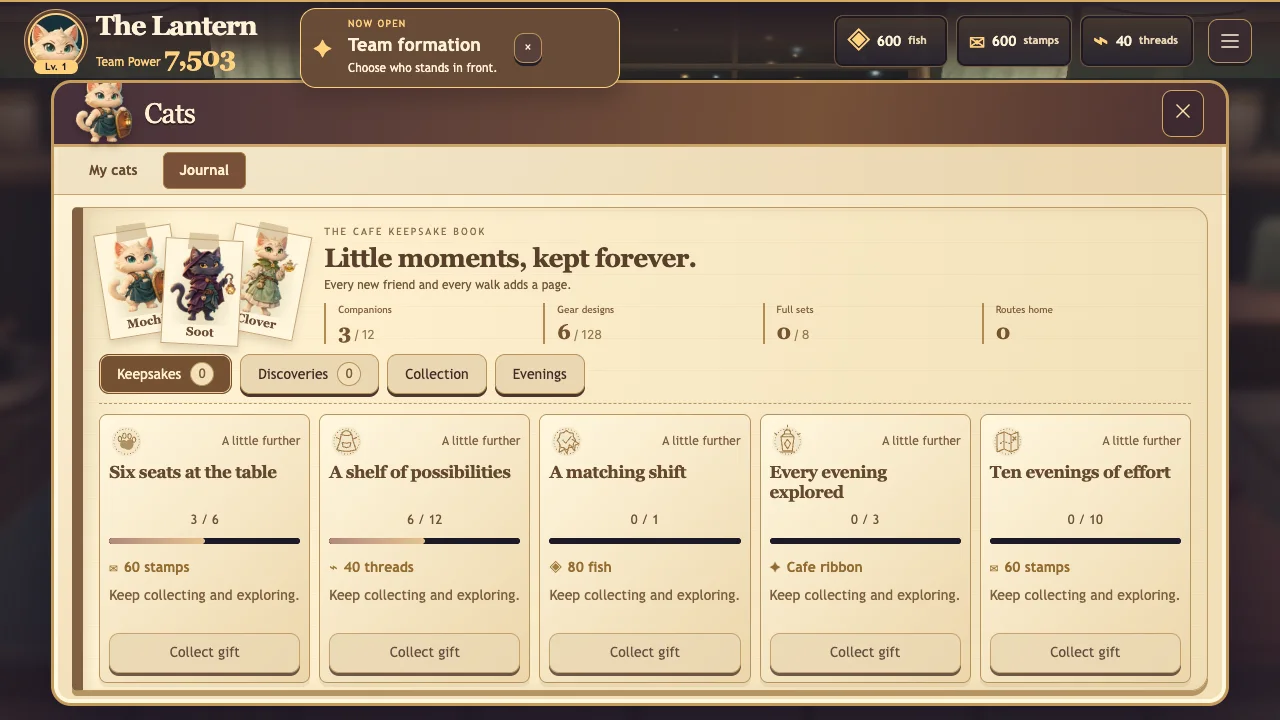 The Lantern
Lv. 1
Team Power 7,503
NOW OPEN
Team formation
Choose who stands in front.
×
600 fish
600 stamps
40 threads
Cats
My cats
Journal
Moch
Soot
Clover
THE CAFE KEEPSAKE BOOK
Little moments, kept forever.
Every new friend and every walk adds a page.
Companions
3 / 12
Gear designs
6 / 128
Full sets
0 / 8
Routes home
0
Keepsakes 0
Discoveries 0
Collection
Evenings
A little further
Six seats at the table
3 / 6
60 stamps
Keep collecting and exploring.
Collect gift
A little further
A shelf of possibilities
6 / 12
40 threads
Keep collecting and exploring.
Collect gift
A little further
A matching shift
0 / 1
80 fish
Keep collecting and exploring.
Collect gift
A little further
Every evening
explored
0 / 3
Cafe ribbon
Keep collecting and exploring.
Collect gift
A little further
Ten evenings of effort
0 / 10
60 stamps
Keep collecting and exploring.
Collect gift